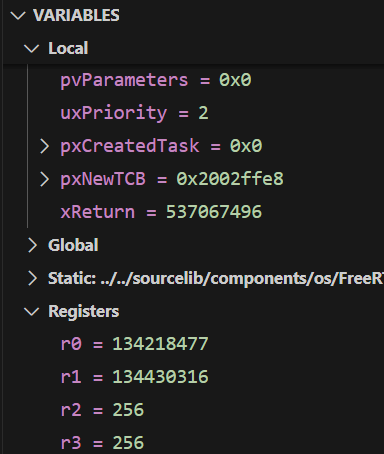 VARIABLES
Local
pvParameters = 0x0
uxPriority = 2
pxCreatedTask = 0x0
pxNewTCB = 0x2002ffe8
xReturn = 537067496
Global
Static: ../../sourcelib/components/os/FreeR
Registers
r0 = 134218477
r1 = 134430316
r2 = 256
r3 = 256